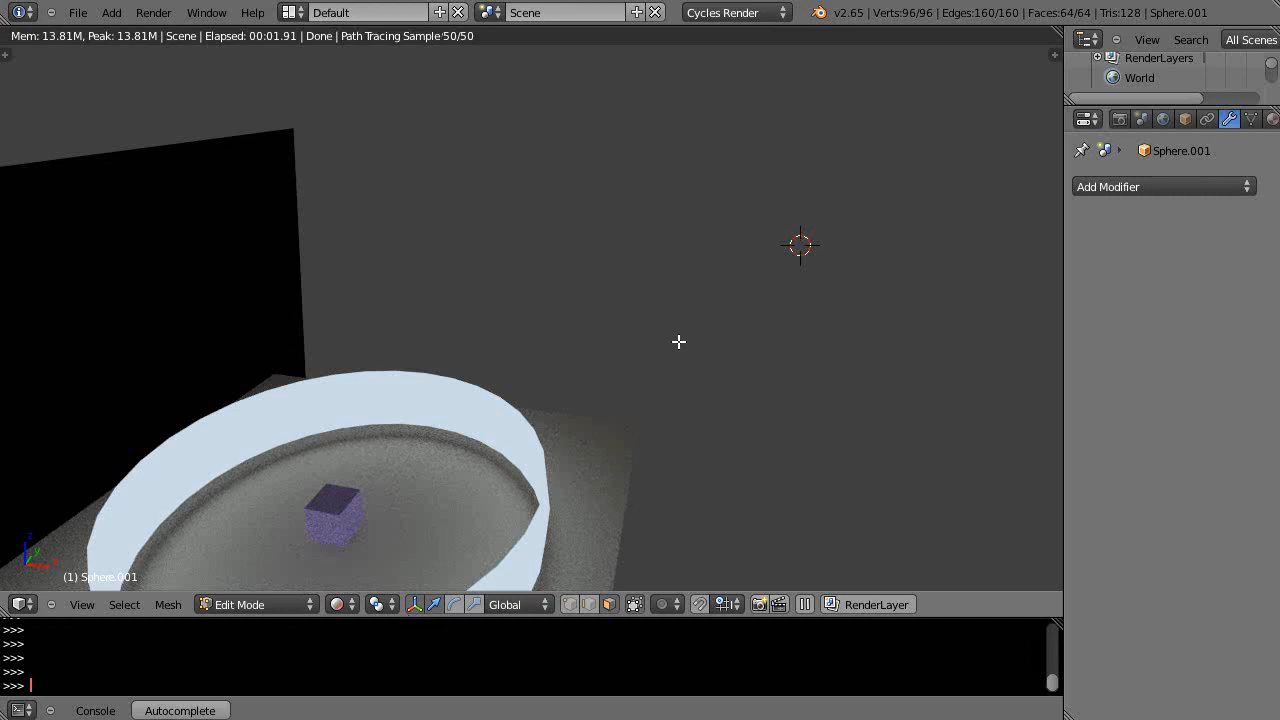 File Add Render Window Help Default Scene Cycles Render v2.65 | Verts:96/96 | Edges:160/160 | Faces:64/64 | Tris:128 | Sphere.001
Mem: 13.81M, Peak: 13.81M | Scene | Elapsed: 00:01.91 | Done | Path Tracing Sample 50/50
View Search All Scenes
RenderLayers
World
Sphere.001
Add Modifier
z
y
x
(1) Sphere.001
View Select Mesh Edit Mode Global RenderLayer
>>>
>>>
>>>
>>>
>>>
Console Autocomplete